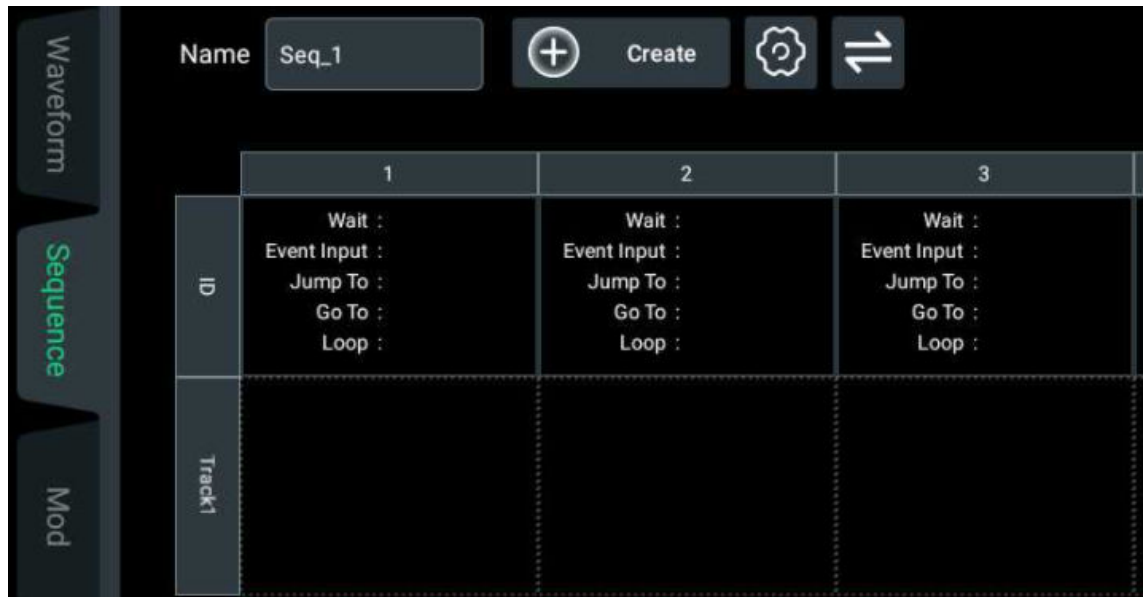 Waveform
Sequence
Mod
Name Seq_1 Create
1 2 3
ID
Wait : Wait : Wait :
Event Input : Event Input : Event Input :
Jump To : Jump To : Jump To :
Go To : Go To : Go To :
Loop : Loop : Loop :
Track1